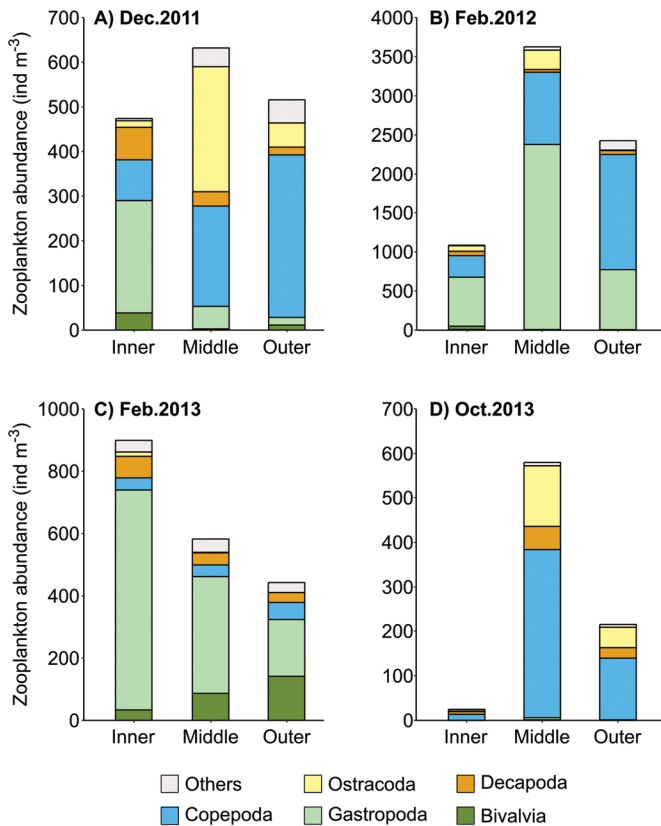 A) Dec.2011
Zooplankton abundance (ind m⁻³)
700
600
500
400
300
200
100
0
Inner Middle Outer
B) Feb.2012
4000
3500
3000
2500
2000
1500
1000
500
0
Inner Middle Outer
C) Feb.2013
Zooplankton abundance (ind m⁻³)
1000
800
600
400
200
0
Inner Middle Outer
D) Oct.2013
700
600
500
400
300
200
100
0
Inner Middle Outer
Others Ostracoda Decapoda
Copepoda Gastropoda Bivalvia